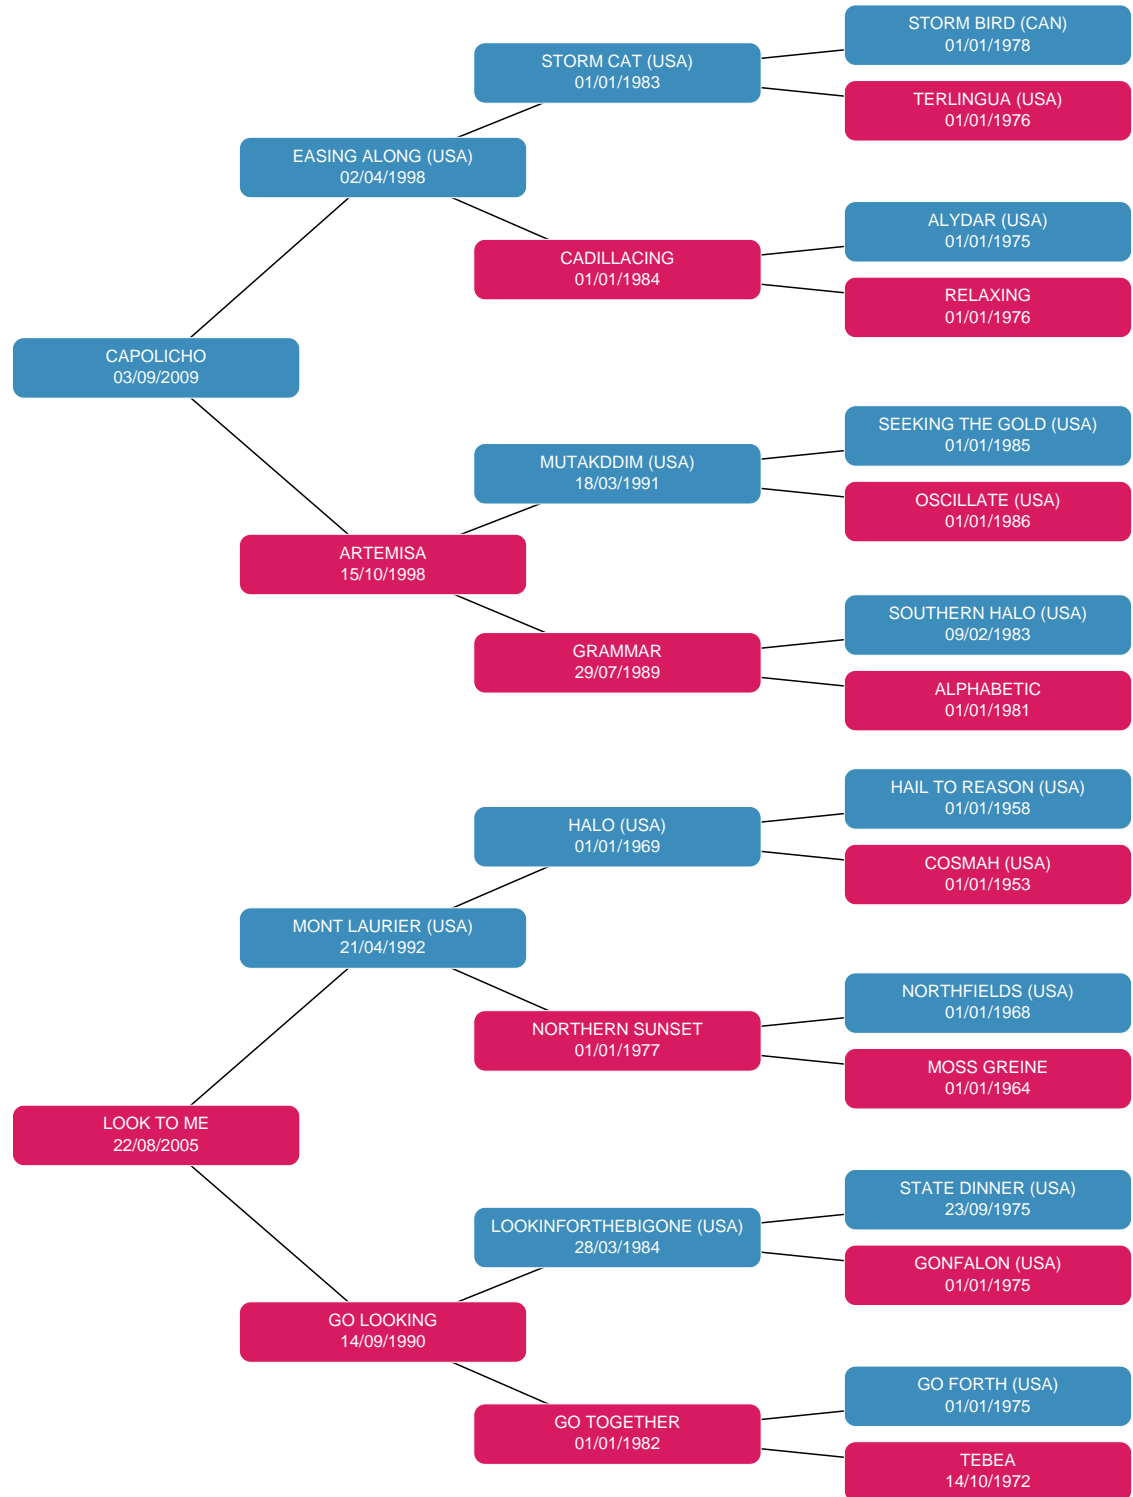 STORM BIRD (CAN)
01/01/1978
STORM CAT (USA)
01/01/1983
TERLINGUA (USA)
01/01/1976
EASING ALONG (USA)
02/04/1998
ALYDAR (USA)
01/01/1975
CADILLACING
01/01/1984
RELAXING
01/01/1976
CAPOLICHO
03/09/2009
SEEKING THE GOLD (USA)
01/01/1985
MUTAKDDIM (USA)
18/03/1991
OSCILLATE (USA)
01/01/1986
ARTEMISA
15/10/1998
SOUTHERN HALO (USA)
09/02/1983
GRAMMAR
29/07/1989
ALPHABETIC
01/01/1981
HAIL TO REASON (USA)
01/01/1958
HALO (USA)
01/01/1969
COSMAH (USA)
01/01/1953
MONT LAURIER (USA)
21/04/1992
NORTHFIELDS (USA)
01/01/1968
NORTHERN SUNSET
01/01/1977
MOSS GREINE
01/01/1964
LOOK TO ME
22/08/2005
STATE DINNER (USA)
23/09/1975
LOOKINFORTHEBIGONE (USA)
28/03/1984
GONFALON (USA)
01/01/1975
GO LOOKING
14/09/1990
GO FORTH (USA)
01/01/1975
GO TOGETHER
01/01/1982
TEBEA
14/10/1972